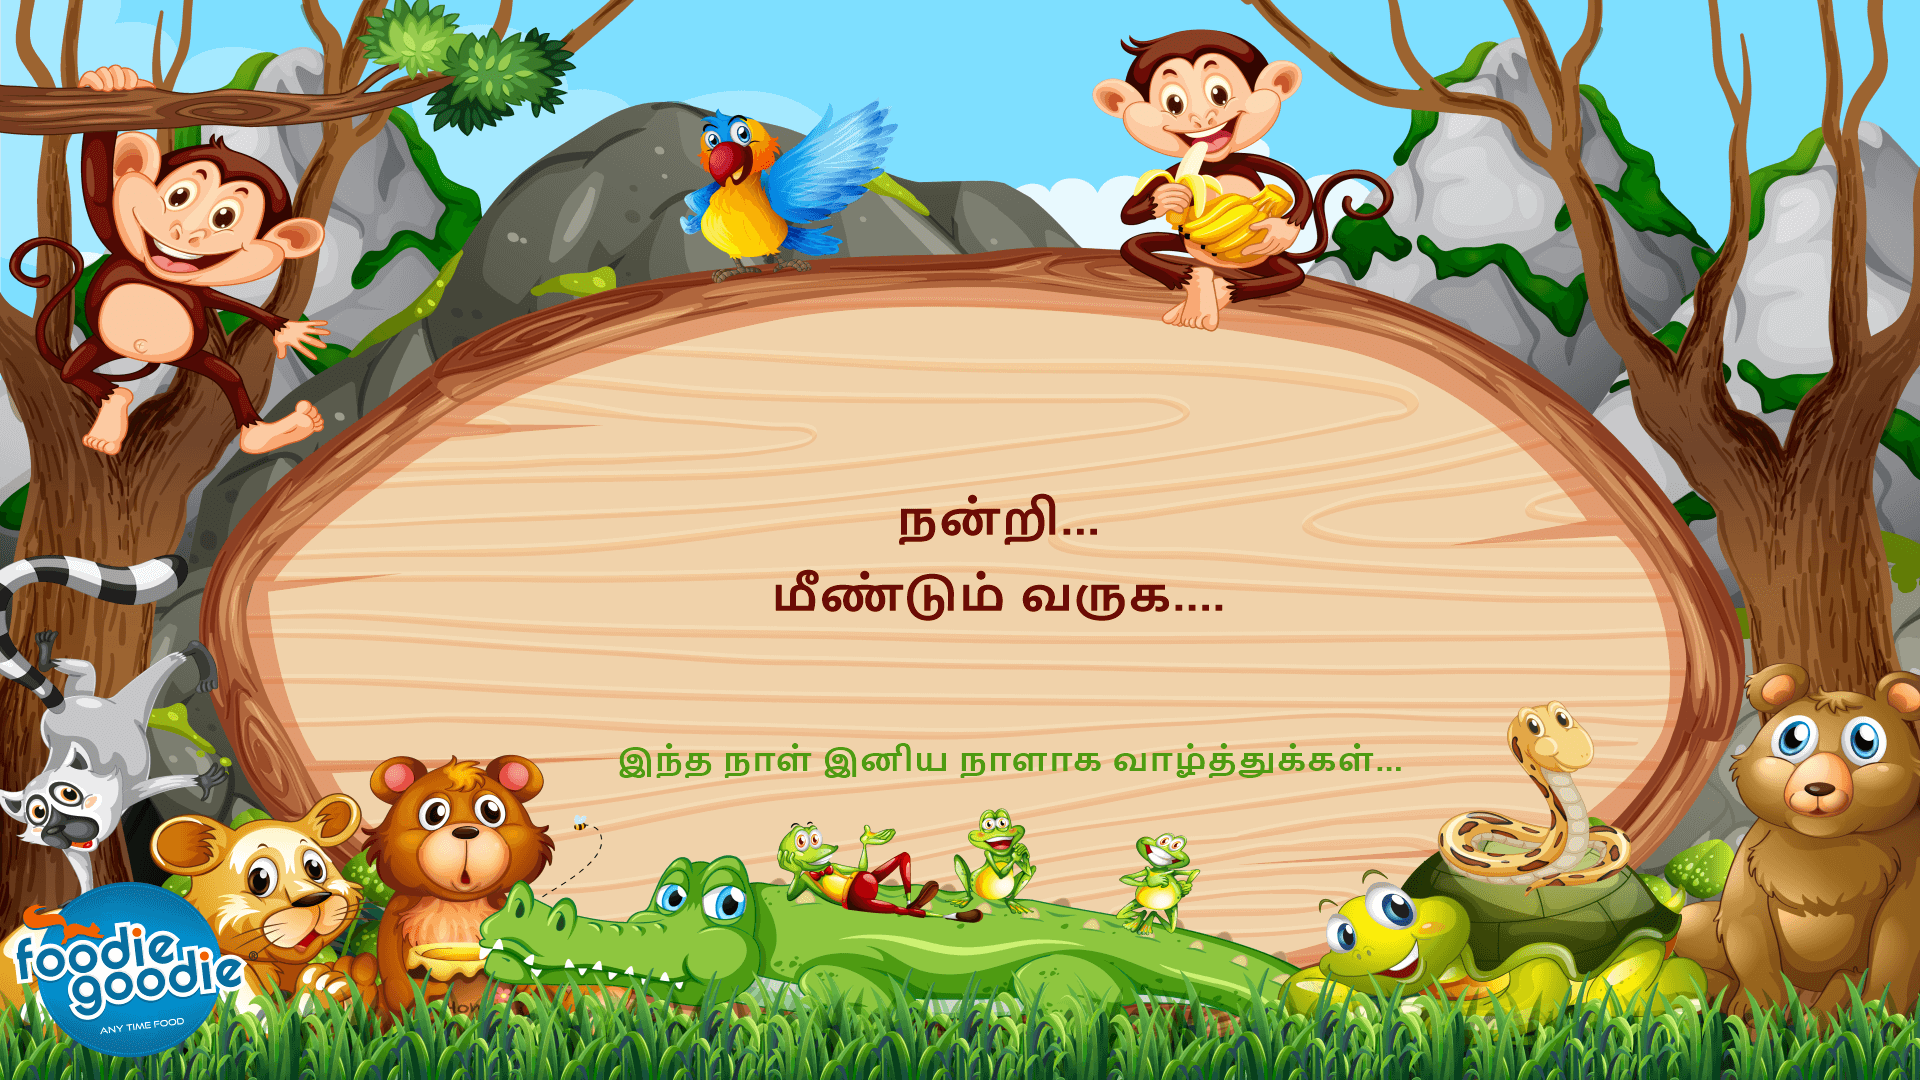 நன்றி...
மீண்டும் வருக....
இந்த நாள் இனிய நாளாக வாழ்த்துக்கள்...
foodie
goodie
ANY TIME FOOD